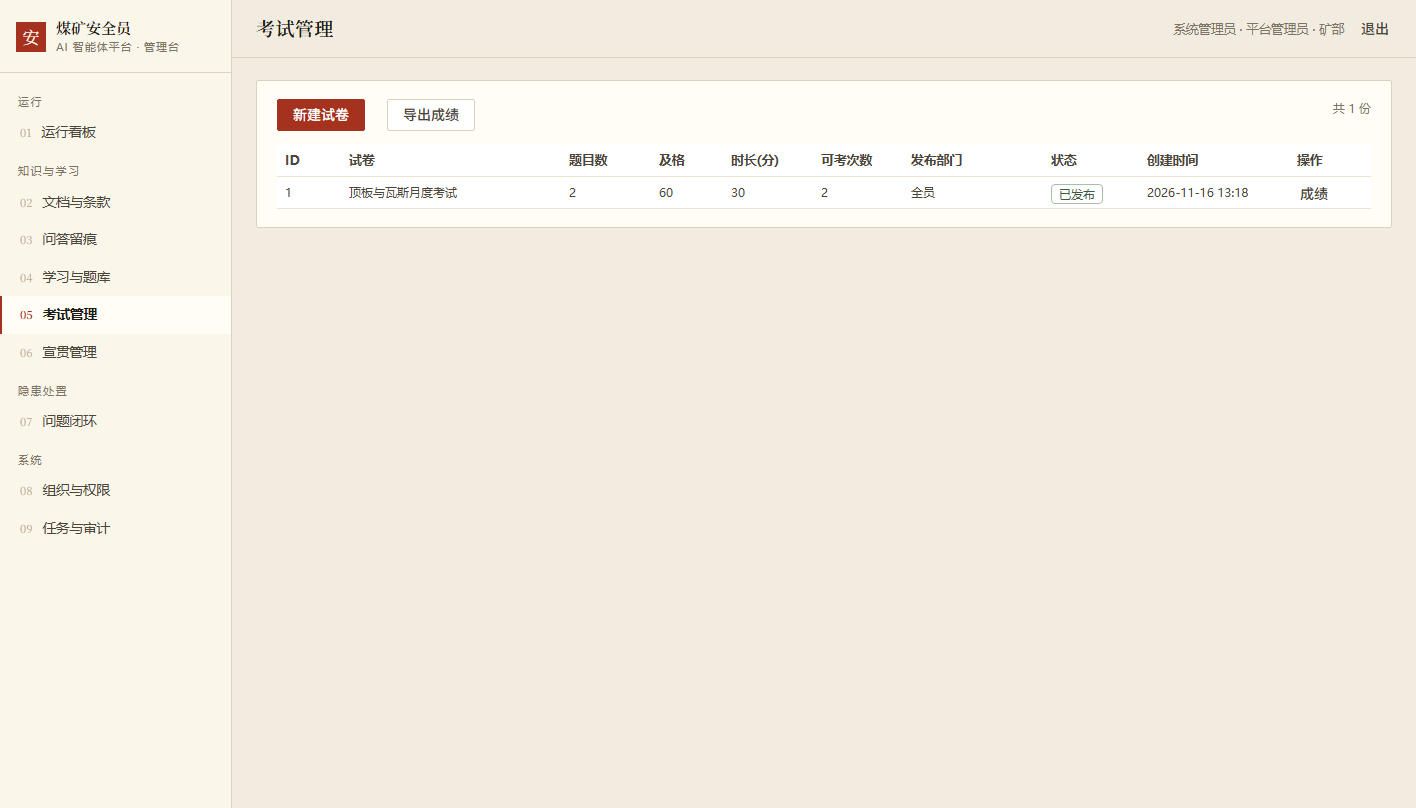 安
煤矿安全员
AI 智能体平台 · 管理台
考试管理
系统管理员 · 平台管理员 · 矿部
退出
运行
01 运行看板
知识与学习
02 文档与条款
03 问答留痕
04 学习与题库
05 考试管理
06 宣贯管理
隐患处置
07 问题闭环
系统
08 组织与权限
09 任务与审计
新建试卷 导出成绩 共 1 份
ID 试卷 题目数 及格 时长(分) 可考次数 发布部门 状态 创建时间 操作
1 顶板与瓦斯月度考试 2 60 30 2 全员 已发布 2026-11-16 13:18 成绩